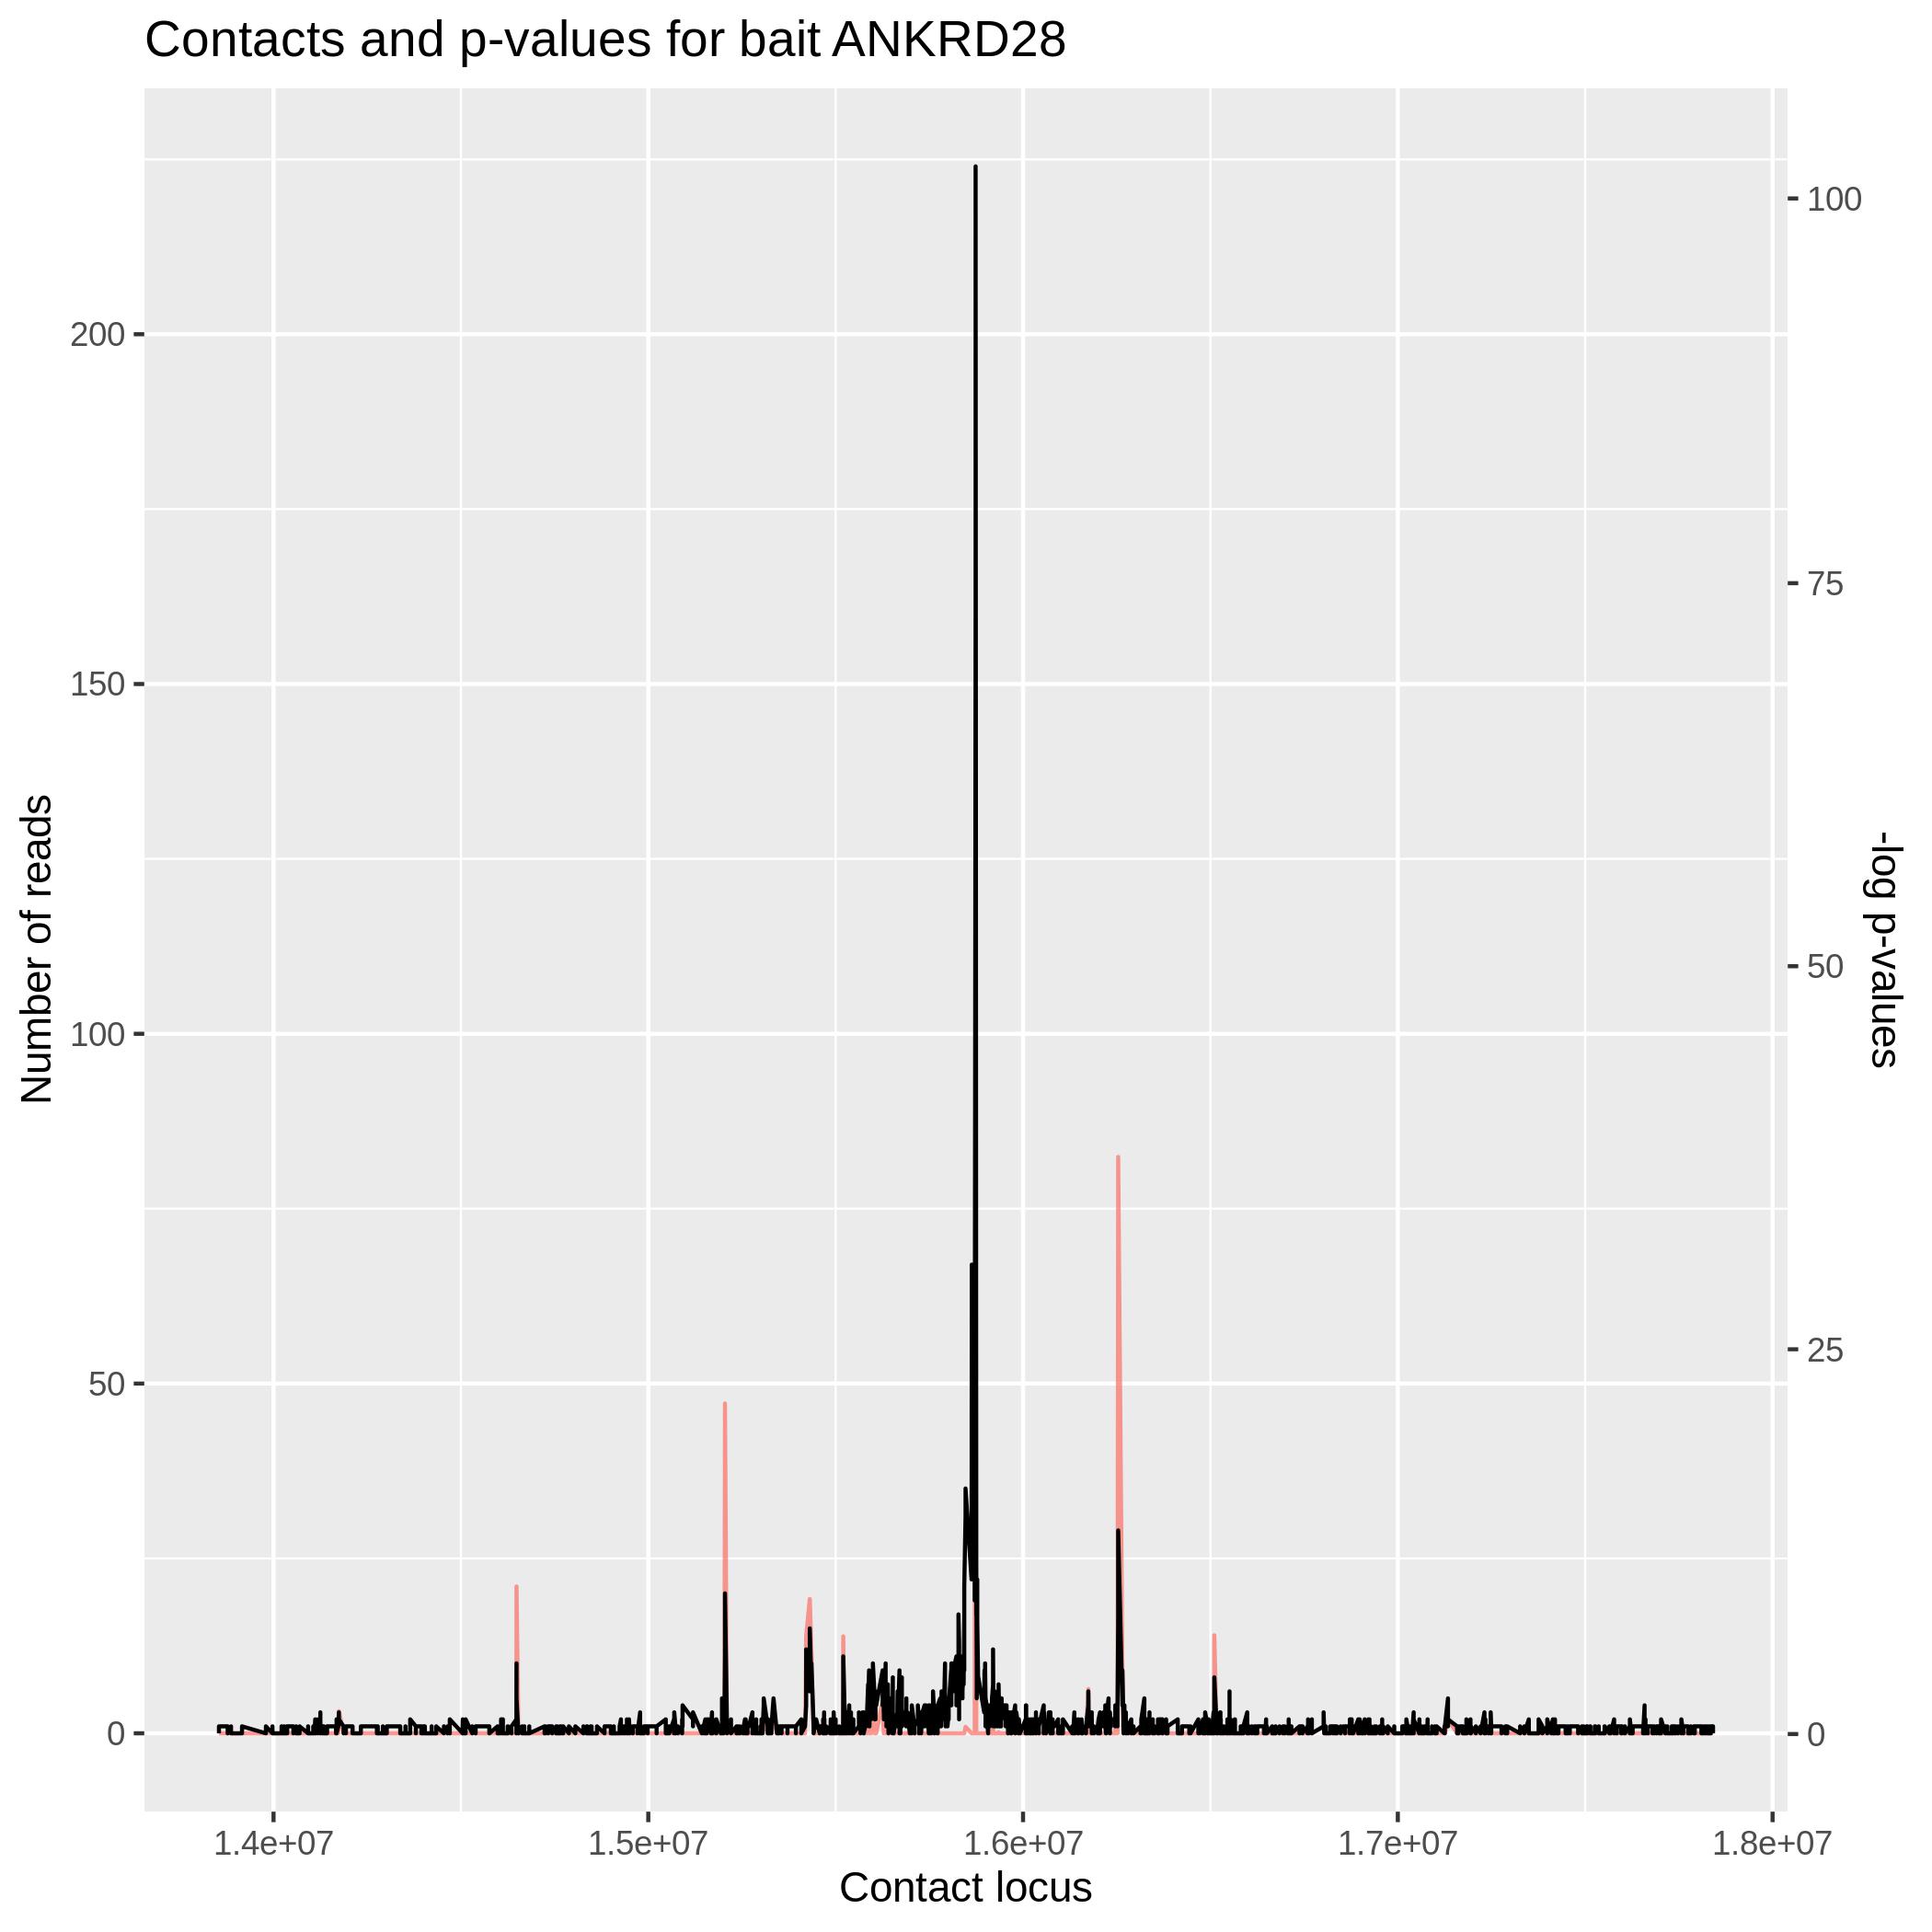 Contacts and p-values for bait ANKRD28
Number of reads
200
150
100
50
0
100
75
50
25
0
-log p-values
1.4e+07 1.5e+07 1.6e+07 1.7e+07 1.8e+07
Contact locus